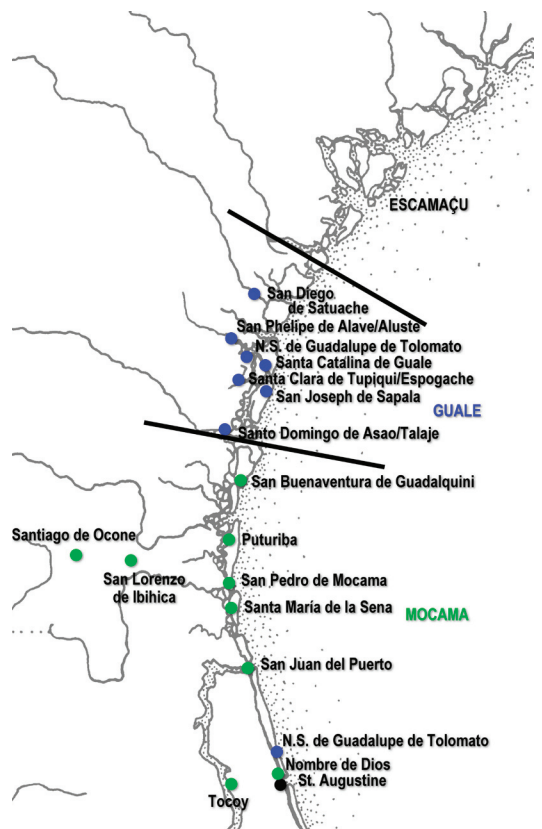 ESCAMAÇU
San Diego
de Satuache
San Phelipe de Alave/Aluste
N.S. de Guadalupe de Tolomato
Santa Catalina de Guale
Santa Clara de Tupiqui/Espogache
San Joseph de Sapala
GUALE
Santo Domingo de Asao/Talaje
San Buenaventura de Guadalquini
Santiago de Ocone
Puturiba
San Lorenzo
de Ibihica
San Pedro de Mocama
Santa María de la Sena
MOCAMA
San Juan del Puerto
N.S. de Guadalupe de Tolomato
Nombre de Dios
St. Augustine
Tocoy